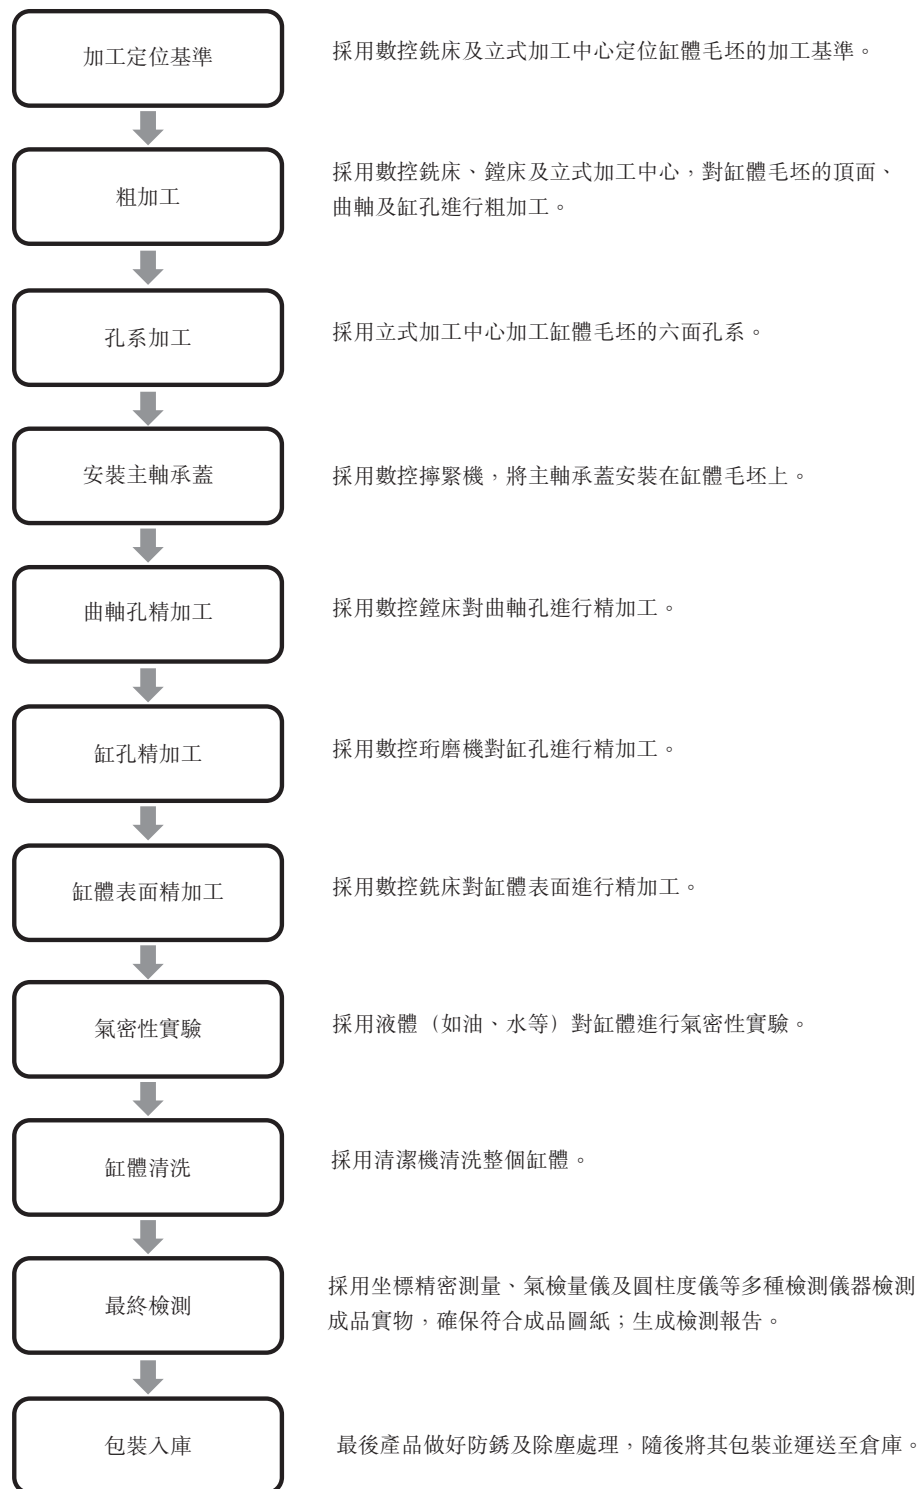 加工定位基準
採用數控銑床及立式加工中心定位缸體毛坯的加工基準。
粗加工
採用數控銑床、鏜床及立式加工中心，對缸體毛坯的頂面、
曲軸及缸孔進行粗加工。
孔系加工
採用立式加工中心加工缸體毛坯的六面孔系。
安裝主軸承蓋
採用數控擰緊機，將主軸承蓋安裝在缸體毛坯上。
曲軸孔精加工
採用數控鏜床對曲軸孔進行精加工。
缸孔精加工
採用數控珩磨機對缸孔進行精加工。
缸體表面精加工
採用數控銑床對缸體表面進行精加工。
氣密性實驗
採用液體（如油、水等）對缸體進行氣密性實驗。
缸體清洗
採用清潔機清洗整個缸體。
最終檢測
採用坐標精密測量、氣檢量儀及圓柱度儀等多種檢測儀器檢測
成品實物，確保符合成品圖紙；生成檢測報告。
包裝入庫
最後產品做好防銹及除塵處理，隨後將其包裝並運送至倉庫。